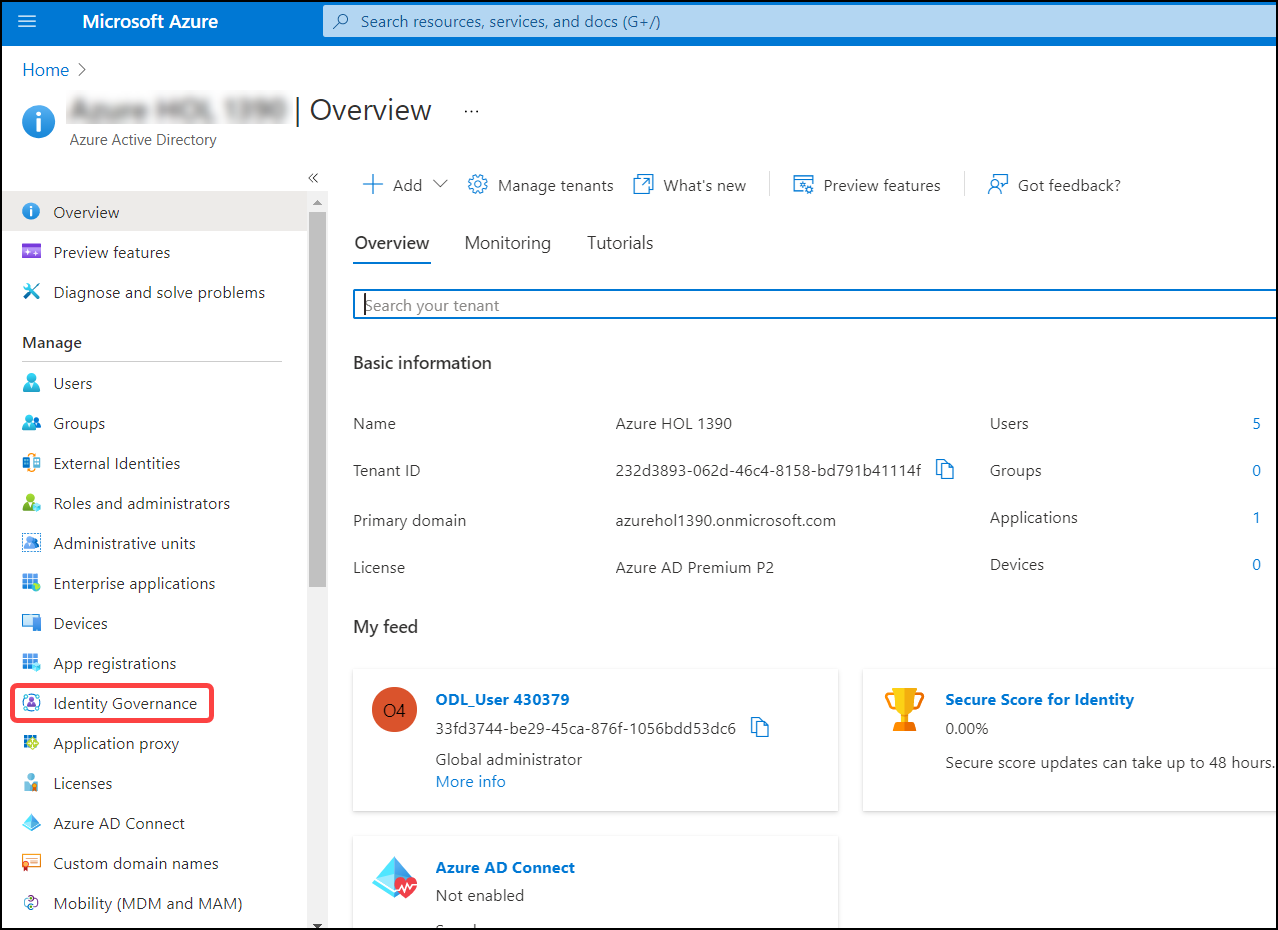 Microsoft Azure
Search resources, services, and docs (G+/)
Home
| Overview ...
Azure Active Directory
Overview
Preview features
Diagnose and solve problems
Manage
Users
Groups
External Identities
Roles and administrators
Administrative units
Enterprise applications
Devices
App registrations
Identity Governance
Application proxy
Licenses
Azure AD Connect
Custom domain names
Mobility (MDM and MAM)
Add
Manage tenants
What's new
Preview features
Got feedback?
Overview
Monitoring
Tutorials
Search your tenant
Basic information
Name Azure HOL 1390
Tenant ID 232d3893-062d-46c4-8158-bd791b41114f
Primary domain azurehol1390.onmicrosoft.com
License Azure AD Premium P2
Users 5
Groups 0
Applications 1
Devices 0
My feed
O4
ODL_User 430379
33fd3744-be29-45ca-876f-1056bdd53dc6
Global administrator
More info
Secure Score for Identity
0.00%
Secure score updates can take up to 48 hours.
Azure AD Connect
Not enabled